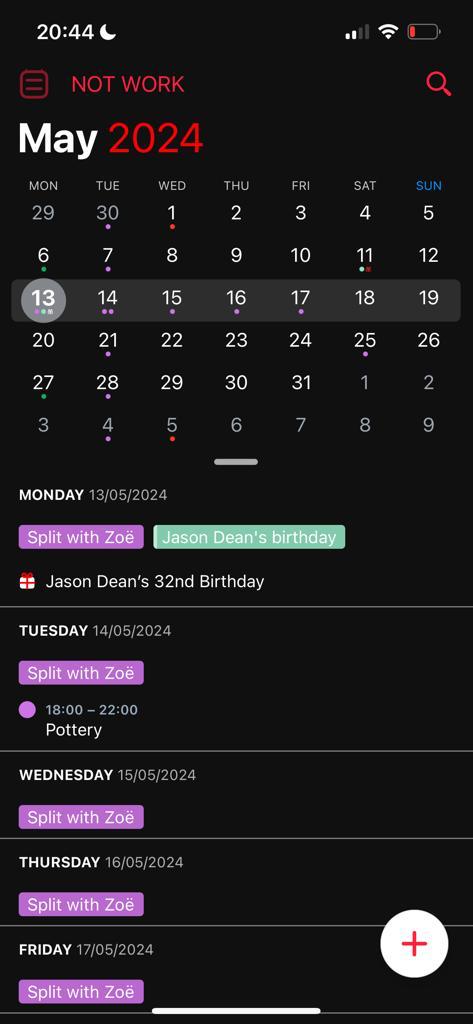 20:44
NOT WORK
May 2024
MON TUE WED THU FRI SAT SUN
29 30 1 2 3 4 5
6 7 8 9 10 11 12
13 14 15 16 17 18 19
20 21 22 23 24 25 26
27 28 29 30 31 1 2
3 4 5 6 7 8 9
MONDAY 13/05/2024
Split with Zoë Jason Dean's birthday
Jason Dean’s 32nd Birthday
TUESDAY 14/05/2024
Split with Zoë
18:00 – 22:00
Pottery
WEDNESDAY 15/05/2024
Split with Zoë
THURSDAY 16/05/2024
Split with Zoë
FRIDAY 17/05/2024
Split with Zoë